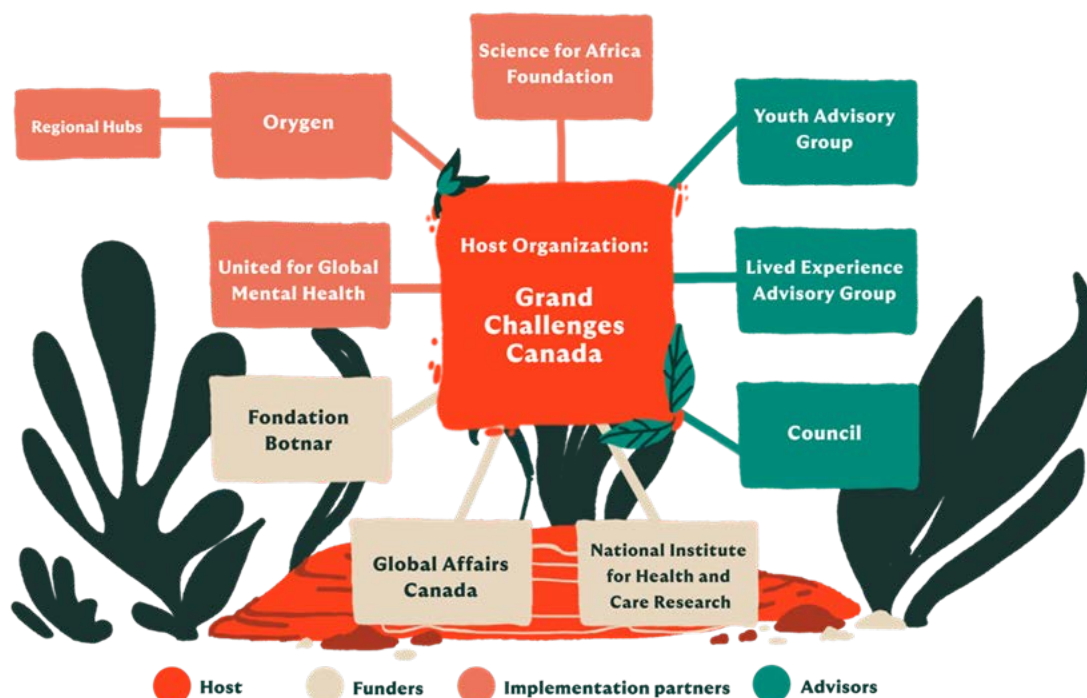 Science for Africa
Foundation
Regional Hubs
Orygen
Youth Advisory
Group
Host Organization:
Grand
Challenges
Canada
United for Global
Mental Health
Lived Experience
Advisory Group
Fondation
Botnar
Council
Global Affairs
Canada
National Institute
for Health and
Care Research
Host
Funders
Implementation partners
Advisors